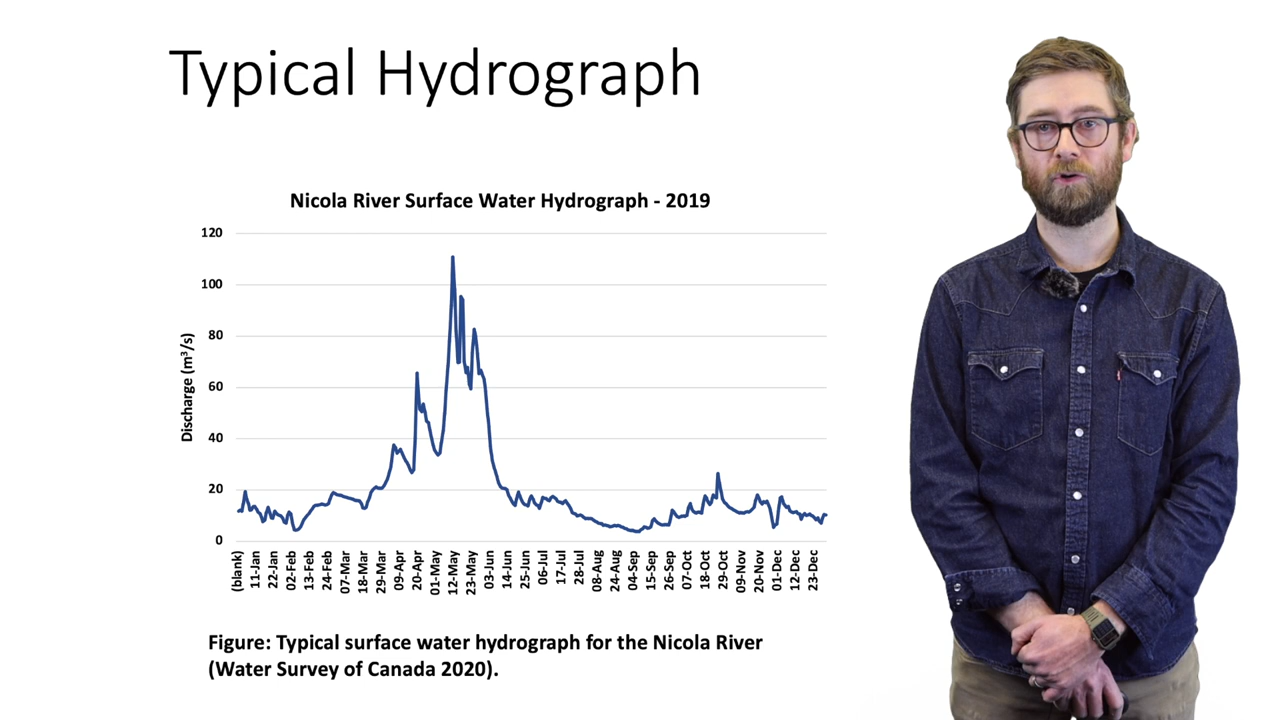 Typical Hydrograph
Nicola River Surface Water Hydrograph - 2019
Discharge (m³/s)
120
100
80
60
40
20
0
(blank)
11-Jan
22-Jan
02-Feb
13-Feb
24-Feb
07-Mar
18-Mar
29-Mar
09-Apr
20-Apr
01-May
12-May
23-May
03-Jun
14-Jun
25-Jun
06-Jul
17-Jul
28-Jul
08-Aug
24-Aug
04-Sep
15-Sep
26-Sep
07-Oct
18-Oct
29-Oct
09-Nov
20-Nov
01-Dec
12-Dec
23-Dec
Figure: Typical surface water hydrograph for the Nicola River
(Water Survey of Canada 2020).